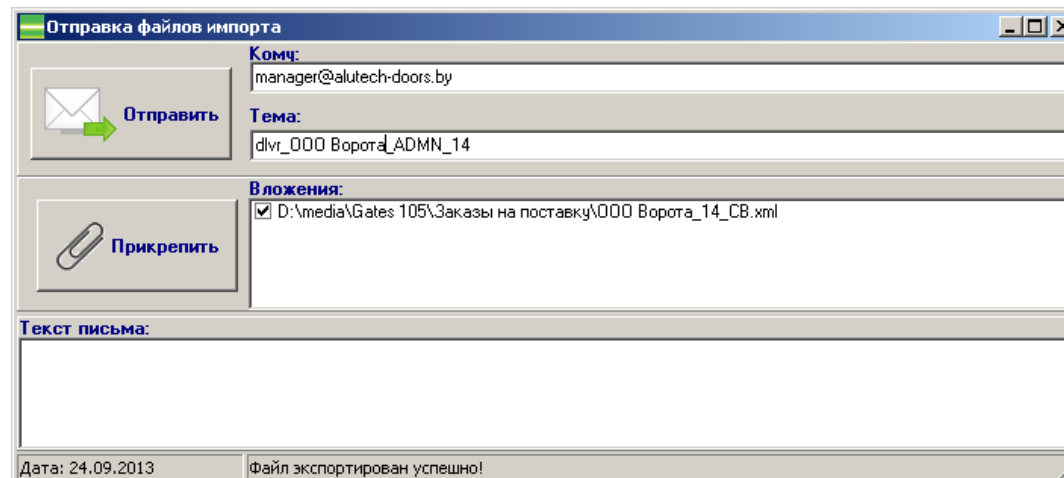 Отправка файлов импорта
Кому:
manager@alutech-doors.by
Отправить
Тема:
dlvr_ООО Ворота_ADMN_14
Вложения:
D:\media\Gates 105\Заказы на поставку\ООО Ворота_14_СВ.xml
Прикрепить
Текст письма:
Дата: 24.09.2013
Файл экспортирован успешно!